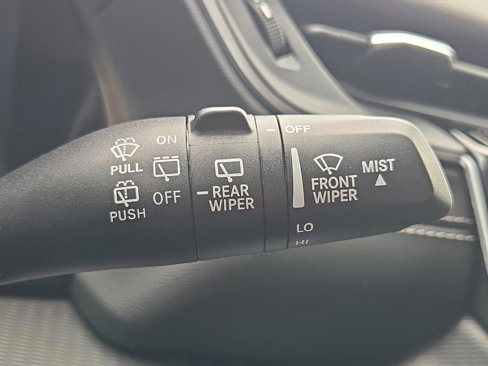 ON
PULL
OFF
PUSH
REAR
WIPER
OFF
FRONT
WIPER
MIST
LO
HI